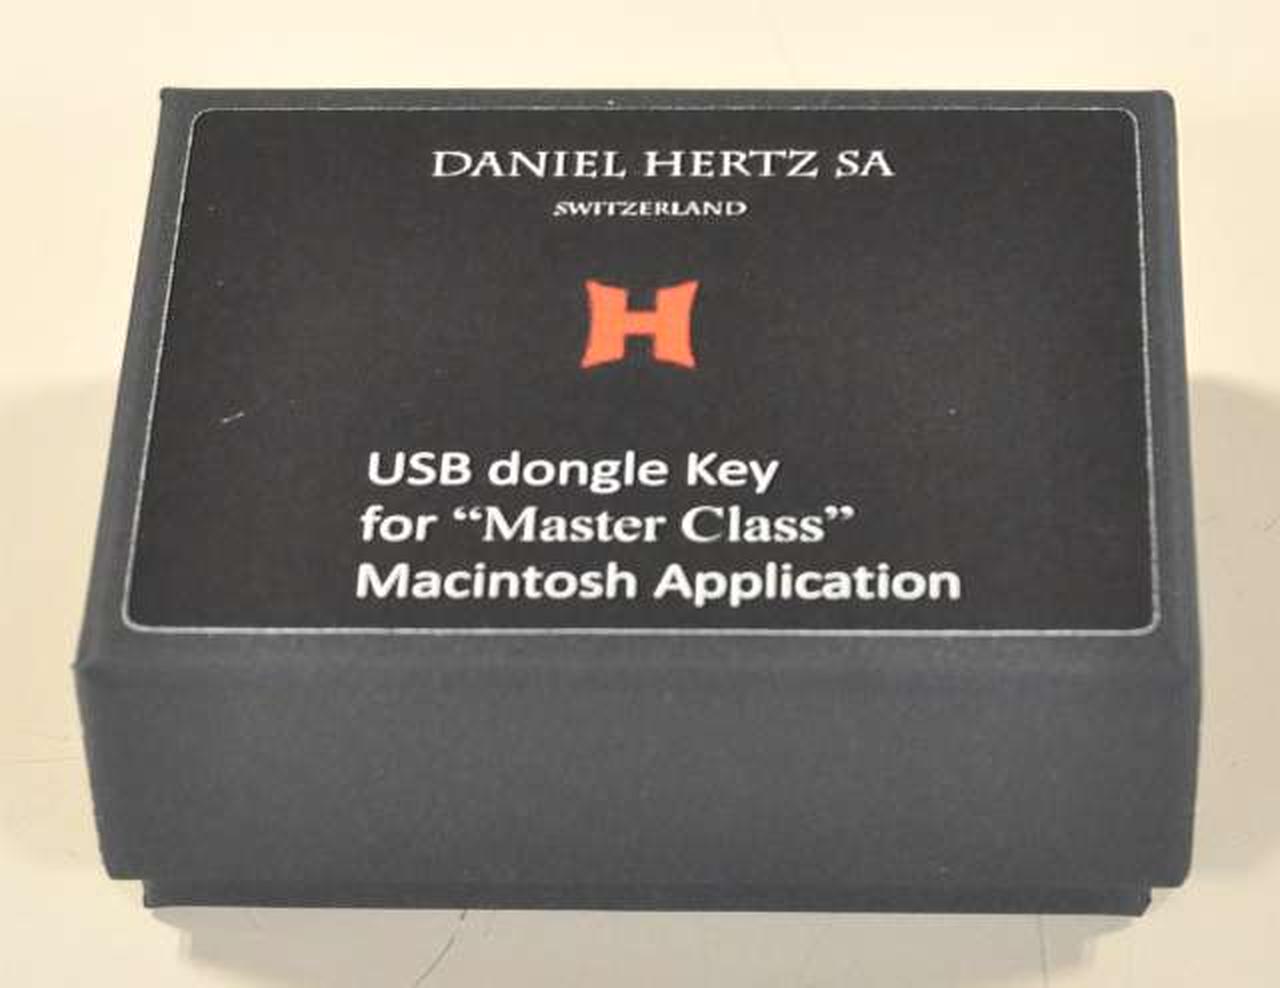 DANIEL HERTZ SA
SWITZERLAND
H
USB dongle Key
for “Master Class”
Macintosh Application